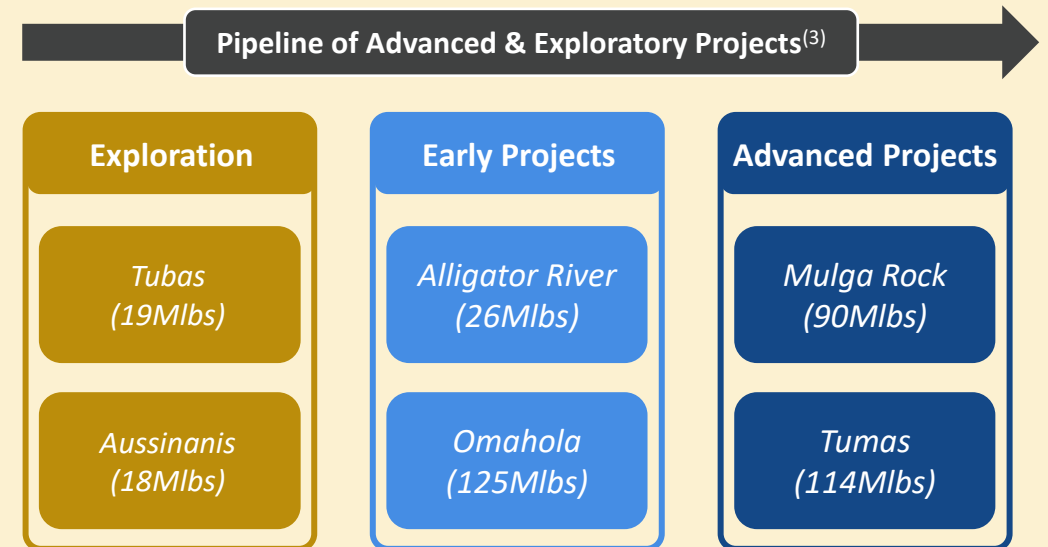 Pipeline of Advanced & Exploratory Projects(3)
Exploration
Tubas
(19Mlbs)
Aussinanis
(18Mlbs)
Early Projects
Alligator River
(26Mlbs)
Omahola
(125Mlbs)
Advanced Projects
Mulga Rock
(90Mlbs)
Tumas
(114Mlbs)